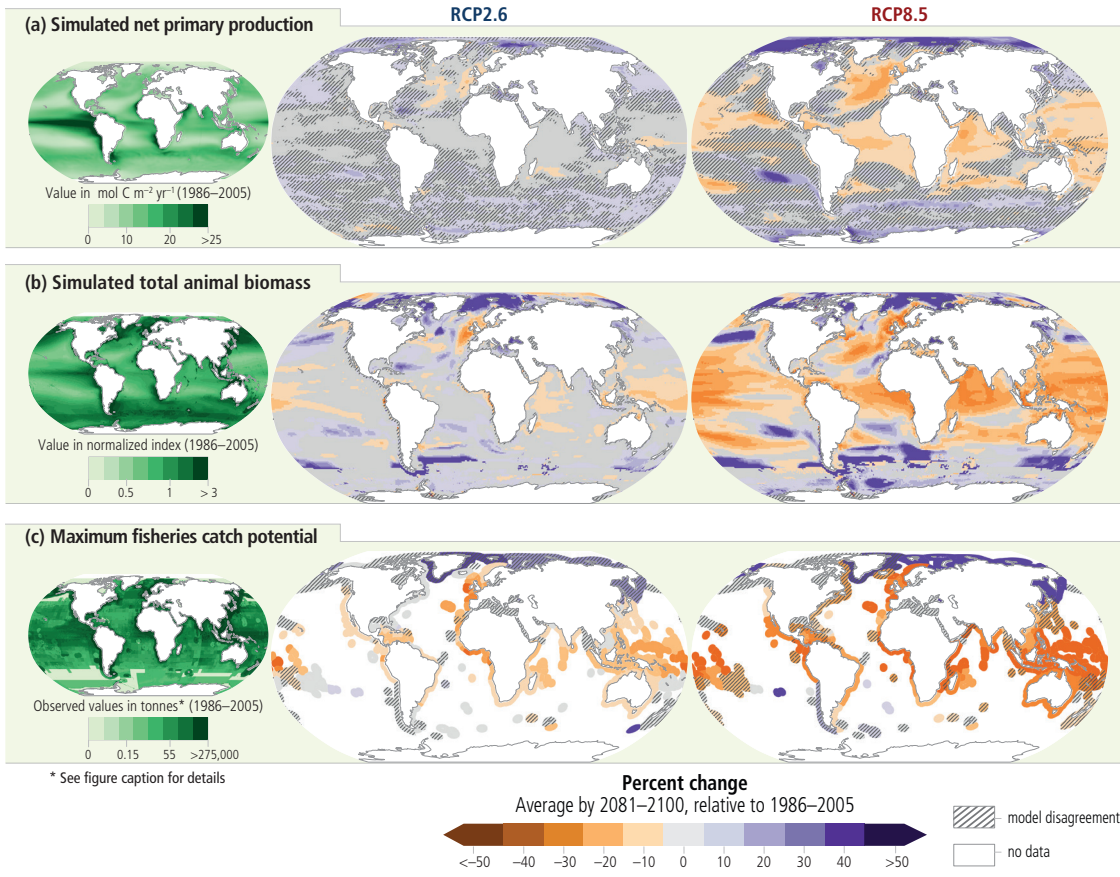 RCP2.6
RCP8.5
(a) Simulated net primary production
Value in mol C m⁻² yr⁻¹ (1986–2005)
0 10 20 >25
(b) Simulated total animal biomass
Value in normalized index (1986–2005)
0 0.5 1 > 3
(c) Maximum fisheries catch potential
Observed values in tonnes* (1986–2005)
0 0.15 55 >275,000
* See figure caption for details
Percent change
Average by 2081–2100, relative to 1986–2005
<–50 –40 –30 –20 –10 0 10 20 30 40 >50
model disagreement
no data